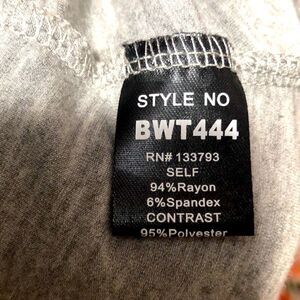 STYLE NO
BWT444
RN# 133793
SELF
94%Rayon
6%Spandex
CONTRAST
95%Polyester